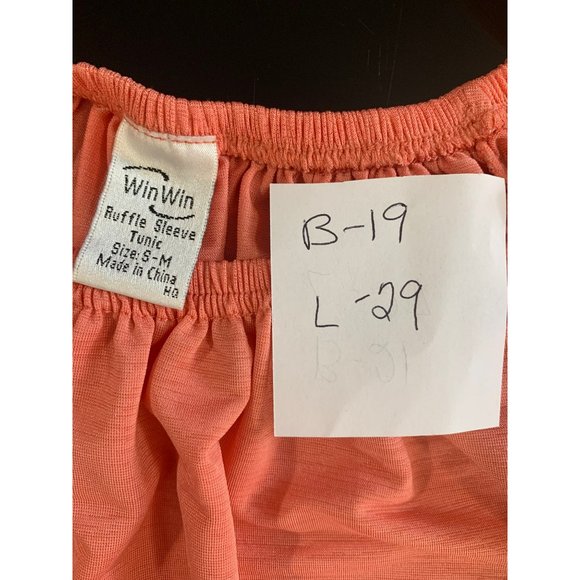 WinWin
Ruffle Sleeve
Tunic
Size: S-M
Made in China
HQ
B-19
L-29